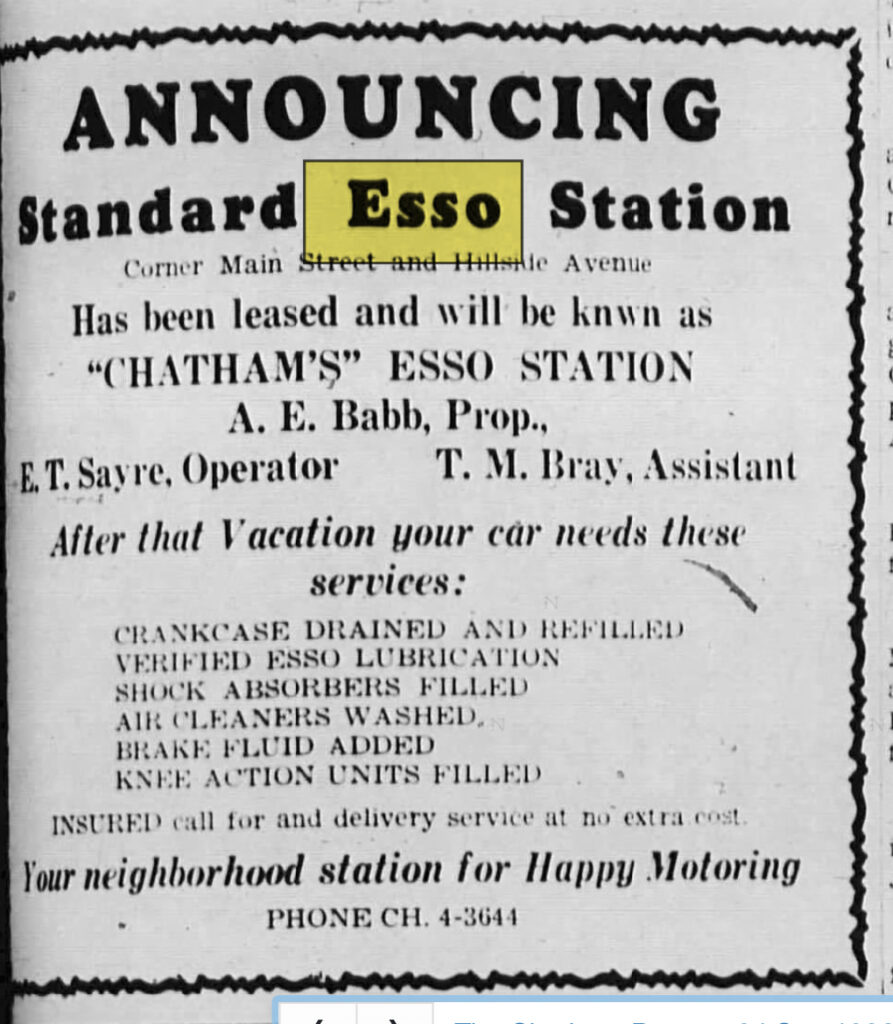 ANNOUNCING
Standard Esso Station
Corner Main Street and Hillside Avenue
Has been leased and will be knwn as
"CHATHAM'S" ESSO STATION
A. E. Babb, Prop.,
E. T. Sayre, Operator T. M. Bray, Assistant
After that Vacation your car needs these
services:
CRANKCASE DRAINED AND REFILLED
VERIFIED ESSO LUBRICATION
SHOCK ABSORBERS FILLED
AIR CLEANERS WASHED.
BRAKE FLUID ADDED
KNEE ACTION UNITS FILLED
INSURED call for and delivery service at no extra cost.
Your neighborhood station for Happy Motoring
PHONE CH. 4-3644